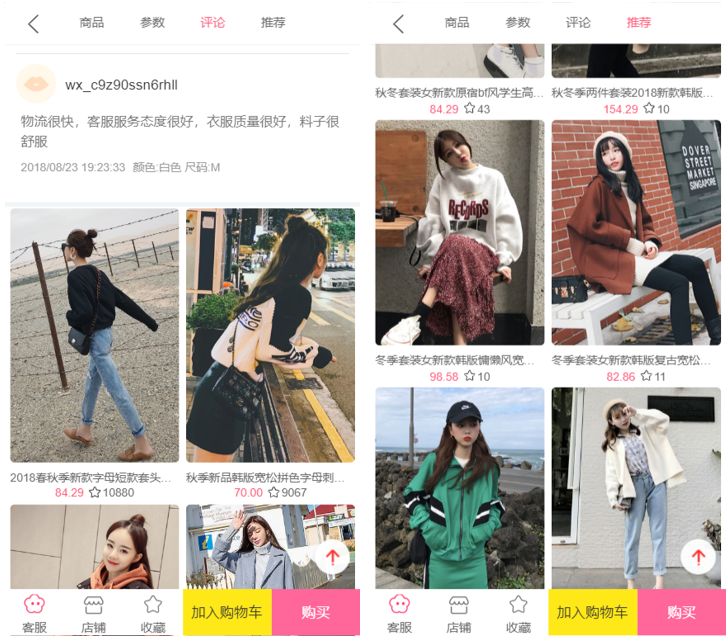 商品 参数 评论 推荐
wx_c9z90ssn6rhll
物流很快，客服服务态度很好，衣服质量很好，料子很
舒服
2018/08/23 19:23:33 颜色:白色 尺码:M
2018春秋季新款字母短款套头...
84.29 10880
秋季新品韩版宽松拼色字母刺...
70.00 9067
客服 店铺 收藏 加入购物车 购买
商品 参数 评论 推荐
秋冬套装女新款原宿bf风学生高...
84.29 43
秋冬季两件套装2018新款韩版...
154.29 10
RECORDS
DOVER
STREET
MARKET
SINGAPORE
冬季套装女新款韩版慵懒风宽...
98.58 10
冬季套装女新款韩版复古宽松...
82.86 11
客服 店铺 收藏 加入购物车 购买